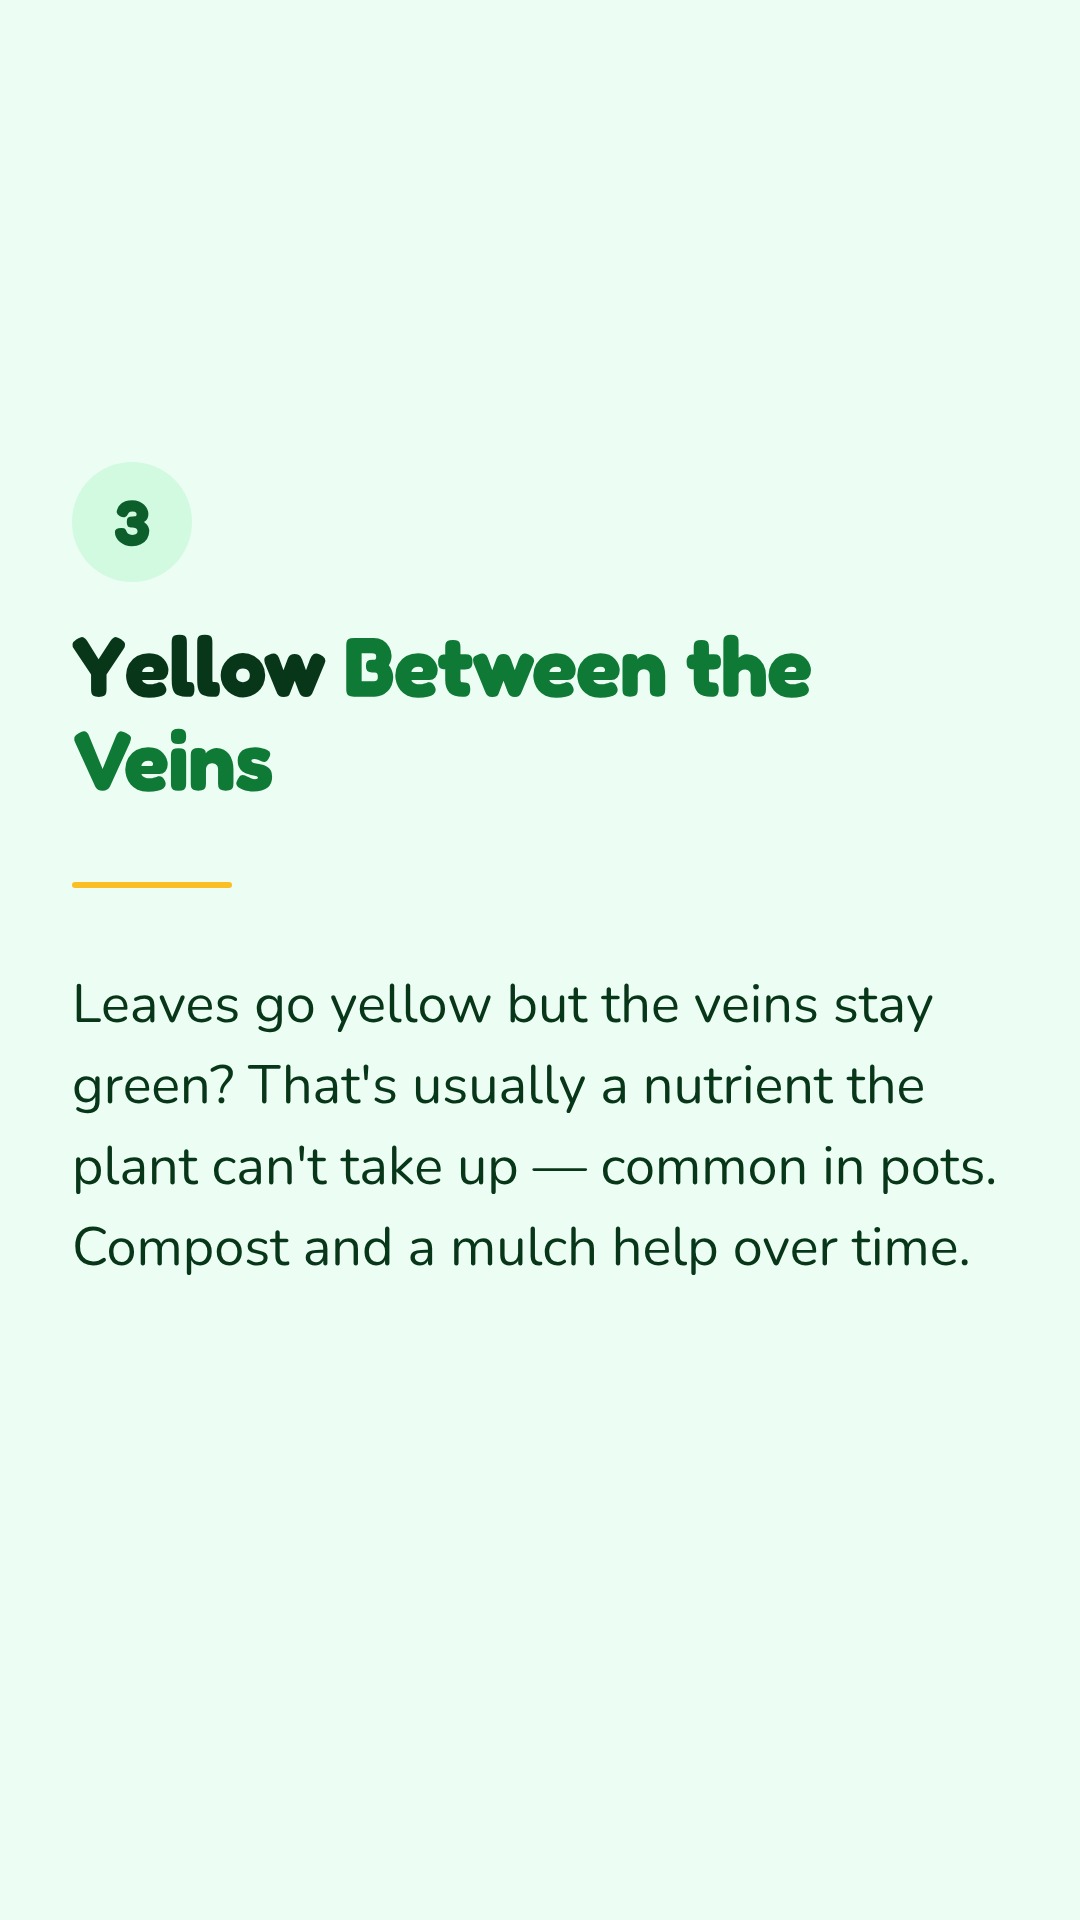 3
Yellow Between the
Veins
Leaves go yellow but the veins stay
green? That's usually a nutrient the
plant can't take up — common in pots.
Compost and a mulch help over time.